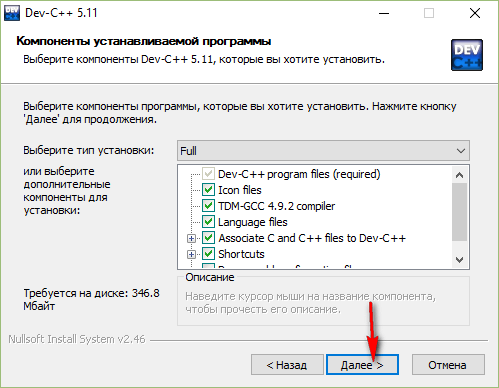 Dev-C++ 5.11
Компоненты устанавливаемой программы
Выберите компоненты Dev-C++ 5.11, которые вы хотите установить.
DEV
C++
Выберите компоненты программы, которые вы хотите установить. Нажмите кнопку
'Далее' для продолжения.
Выберите тип установки:
Full
или выберите
дополнительные
компоненты для
установки:
Dev-C++ program files (required)
Icon files
TDM-GCC 4.9.2 compiler
Language files
Associate C and C++ files to Dev-C++
Shortcuts
Требуется на диске: 346.8
Мбайт
Описание
Наведите курсор мыши на название компонента,
чтобы прочесть его описание.
Nullsoft Install System v2.46
< Назад
Далее >
Отмена